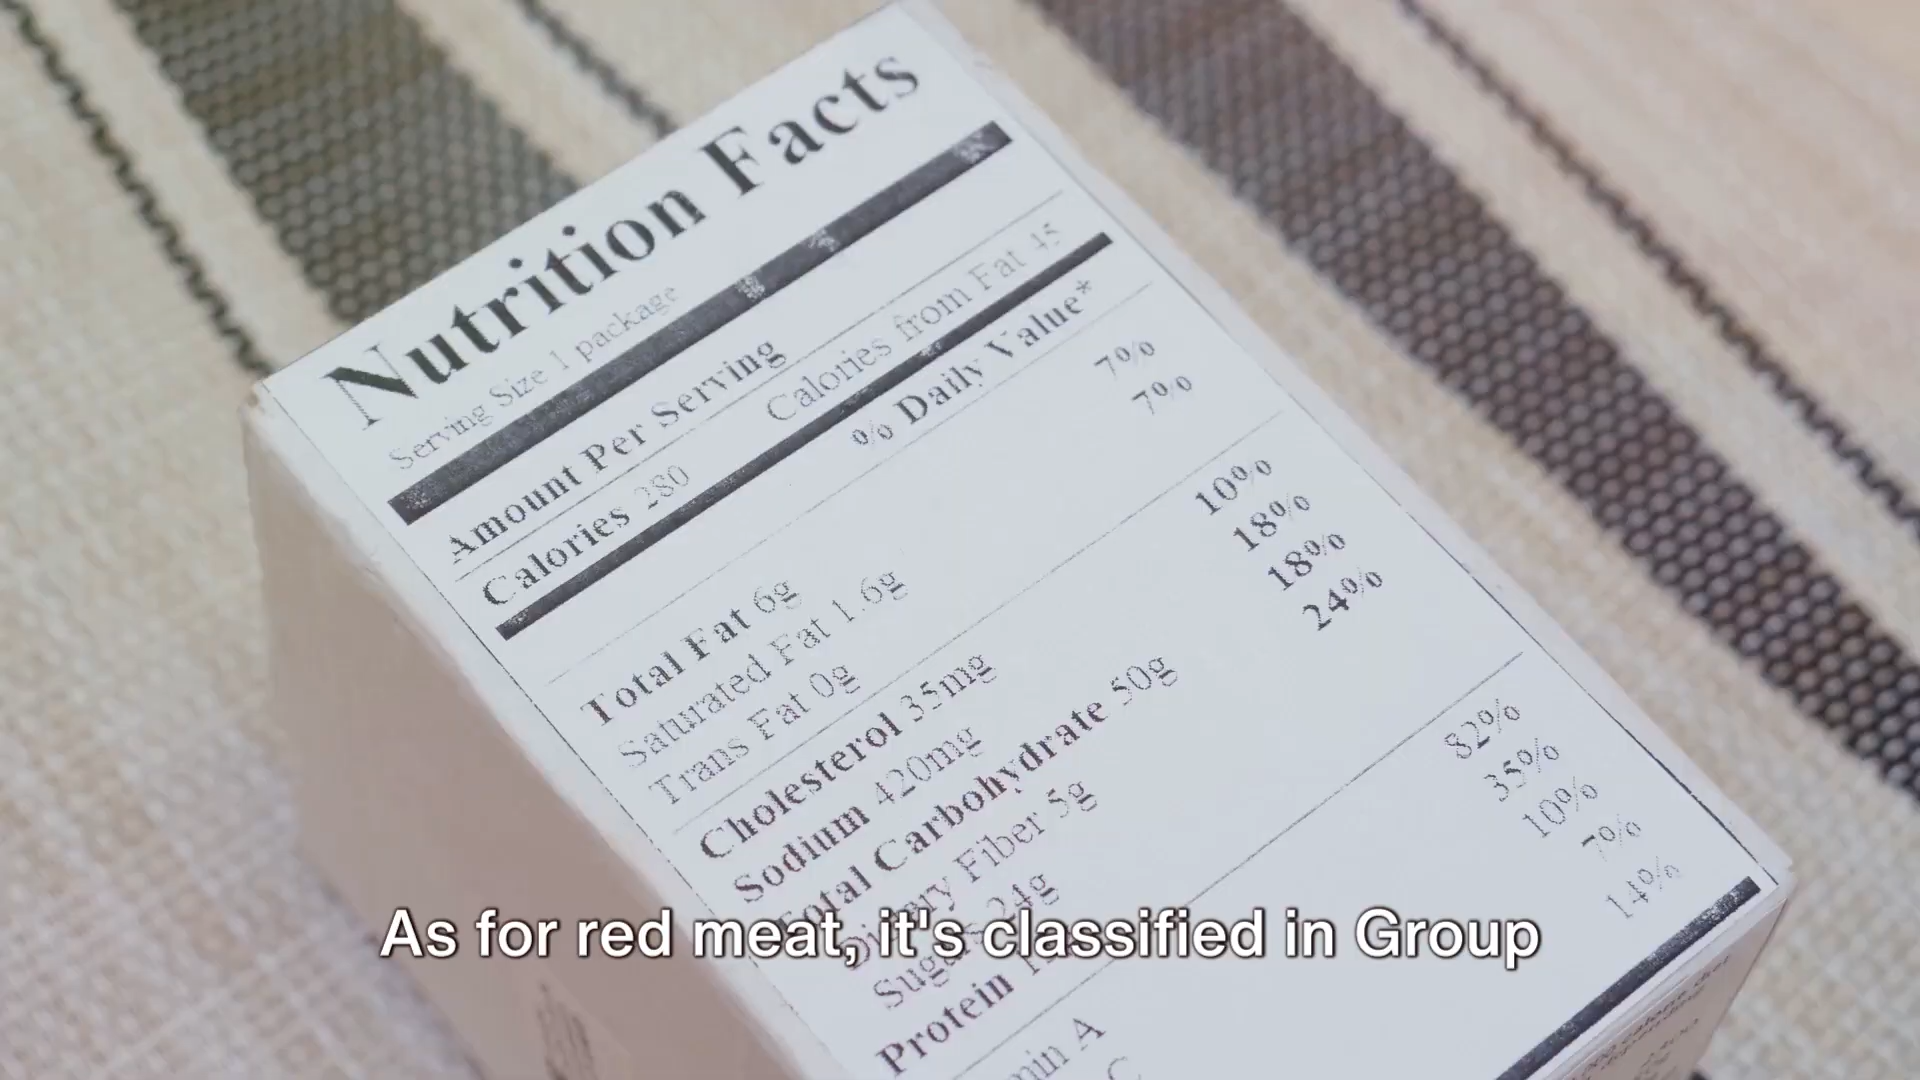 Nutrition Facts
Serving Size 1 package
Amount Per Serving
Calories 280 Calories from Fat 45
% Daily Value*
Total Fat 6g 7%
Saturated Fat 1.6g 7%
Trans Fat 0g
Cholesterol 35mg 10%
Sodium 420mg 18%
Total Carbohydrate 50g 18%
Dietary Fiber 5g 24%
Sugars 24g
Protein
82%
35%
10%
7%
14%
As for red meat, it's classified in Group